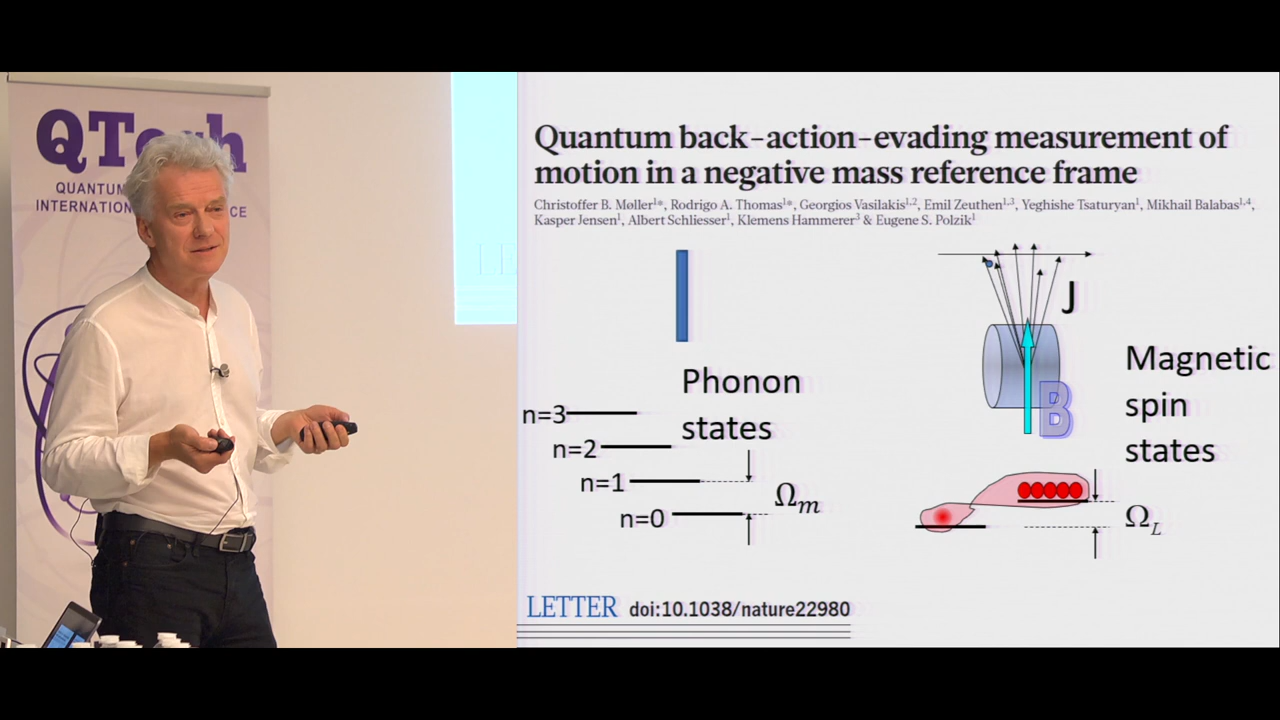 QTech
QUANTUM
INTERNATION CE
Quantum back-action-evading measurement of
motion in a negative mass reference frame
Christoffer B. Møller¹*, Rodrigo A. Thomas¹*, Georgios Vasilakis¹,², Emil Zeuthen¹,³, Yeghishe Tsaturyan¹, Mikhail Balabas¹,⁴,
Kasper Jensen¹, Albert Schliesser¹, Klemens Hammerer³ & Eugene S. Polzik¹
J
B
Phonon
states
n=3
n=2
n=1
n=0
Ωm
Magnetic
spin
states
ΩL
LETTER doi:10.1038/nature22980